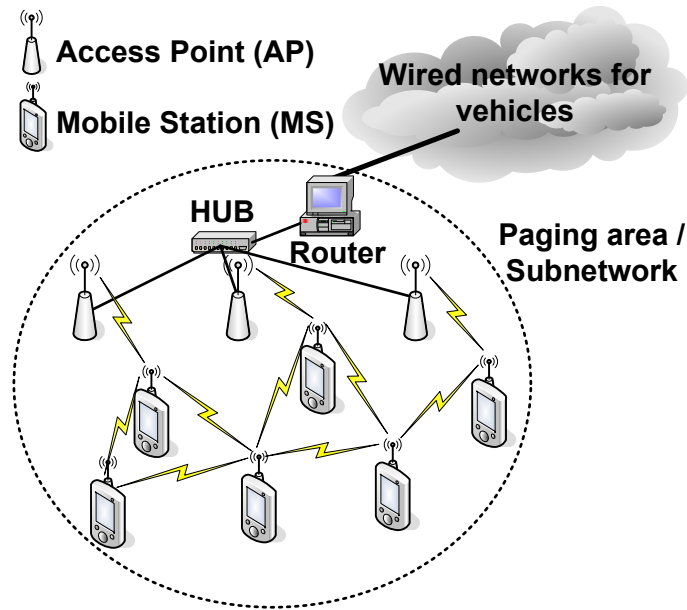 Access Point (AP)
Mobile Station (MS)
Wired networks for
vehicles
HUB
Router
Paging area /
Subnetwork